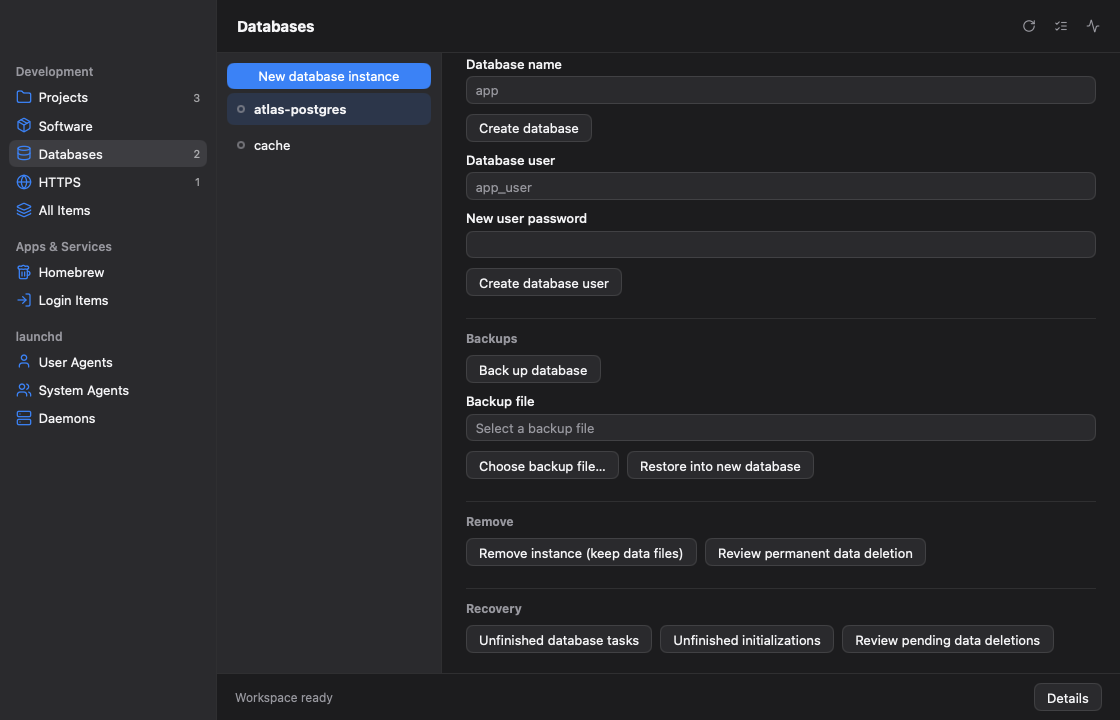 Databases
Development
Projects 3
Software
Databases 2
HTTPS 1
All Items
Apps & Services
Homebrew
Login Items
launchd
User Agents
System Agents
Daemons
New database instance
atlas-postgres
cache
Database name
app
Create database
Database user
app_user
New user password
Create database user
Backups
Back up database
Backup file
Select a backup file
Choose backup file... Restore into new database
Remove
Remove instance (keep data files) Review permanent data deletion
Recovery
Unfinished database tasks Unfinished initializations Review pending data deletions
Workspace ready Details